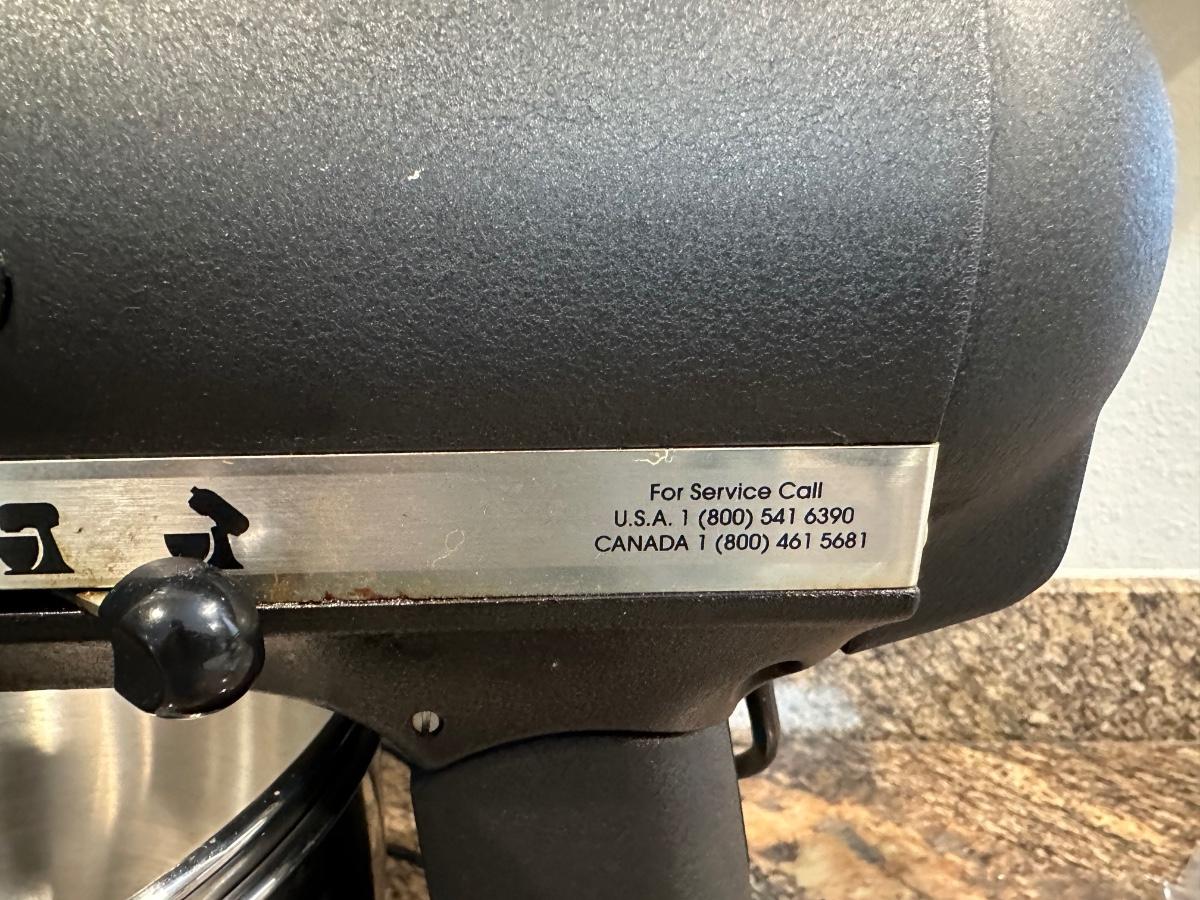 For Service Call
U.S.A. 1 (800) 541 6390
CANADA 1 (800) 461 5681